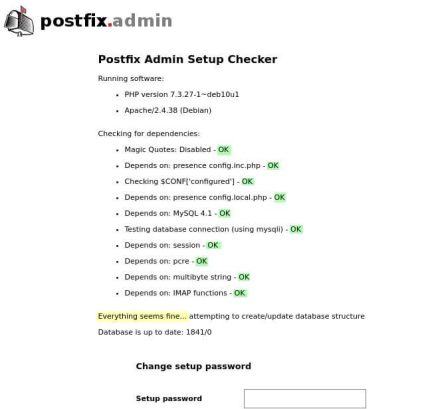 postfix.admin
Postfix Admin Setup Checker
Running software:
PHP version 7.3.27-1~deb10u1
Apache/2.4.38 (Debian)
Checking for dependencies:
Magic Quotes: Disabled - OK
Depends on: presence config.inc.php - OK
Checking $CONF['configured'] - OK
Depends on: presence config.local.php - OK
Depends on: MySQL 4.1 - OK
Testing database connection (using mysqli) - OK
Depends on: session - OK
Depends on: pcre - OK
Depends on: multibyte string - OK
Depends on: IMAP functions - OK
Everything seems fine... attempting to create/update database structure
Database is up to date: 1841/0
Change setup password
Setup password